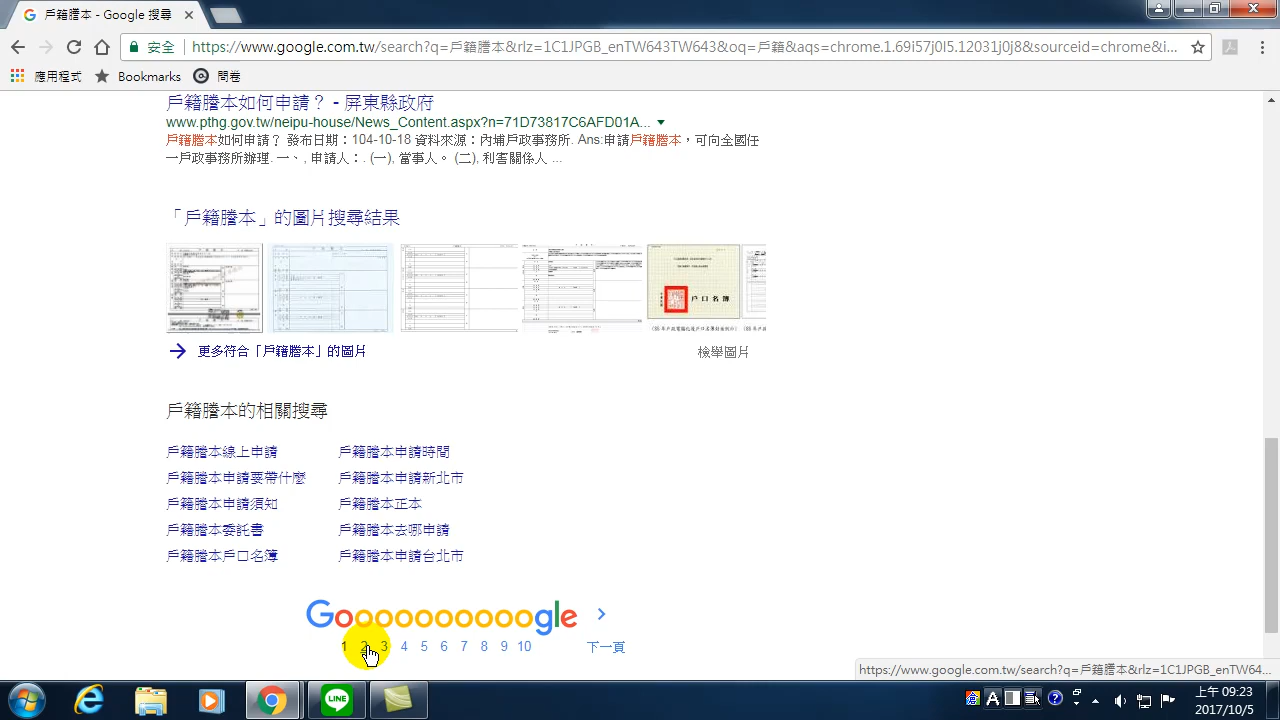 戶籍謄本 - Google 搜尋
安全 https://www.google.com.tw/search?q=戶籍謄本&rlz=1C1JPGB_enTW643TW643&oq=戶籍&aqs=chrome.1.69i57j0l5.12031j0j8&sourceid=chrome&i...
應用程式 Bookmarks 問卷
戶籍謄本如何申請？ - 屏東縣政府
www.pthg.gov.tw/neipu-house/News_Content.aspx?n=71D73817C6AFD01A...
戶籍謄本如何申請？ 發布日期：104-10-18 資料來源：內埔戶政事務所. Ans:申請戶籍謄本，可向全國任
一戶政事務所辦理. 一、, 申請人：. (一), 當事人。 (二), 利害關係人 ...
「戶籍謄本」的圖片搜尋結果
戶口名簿
更多符合「戶籍謄本」的圖片 檢舉圖片
戶籍謄本的相關搜尋
戶籍謄本線上申請 戶籍謄本申請時間
戶籍謄本申請要帶什麼 戶籍謄本申請新北市
戶籍謄本申請須知 戶籍謄本正本
戶籍謄本委託書 戶籍謄本去哪申請
戶籍謄本戶口名簿 戶籍謄本申請台北市
Goooooooooogle
1 2 3 4 5 6 7 8 9 10 下一頁
https://www.google.com.tw/search?q=戶籍謄本&rlz=1C1JPGB_enTW64...
LINE
上午 09:23
2017/10/5